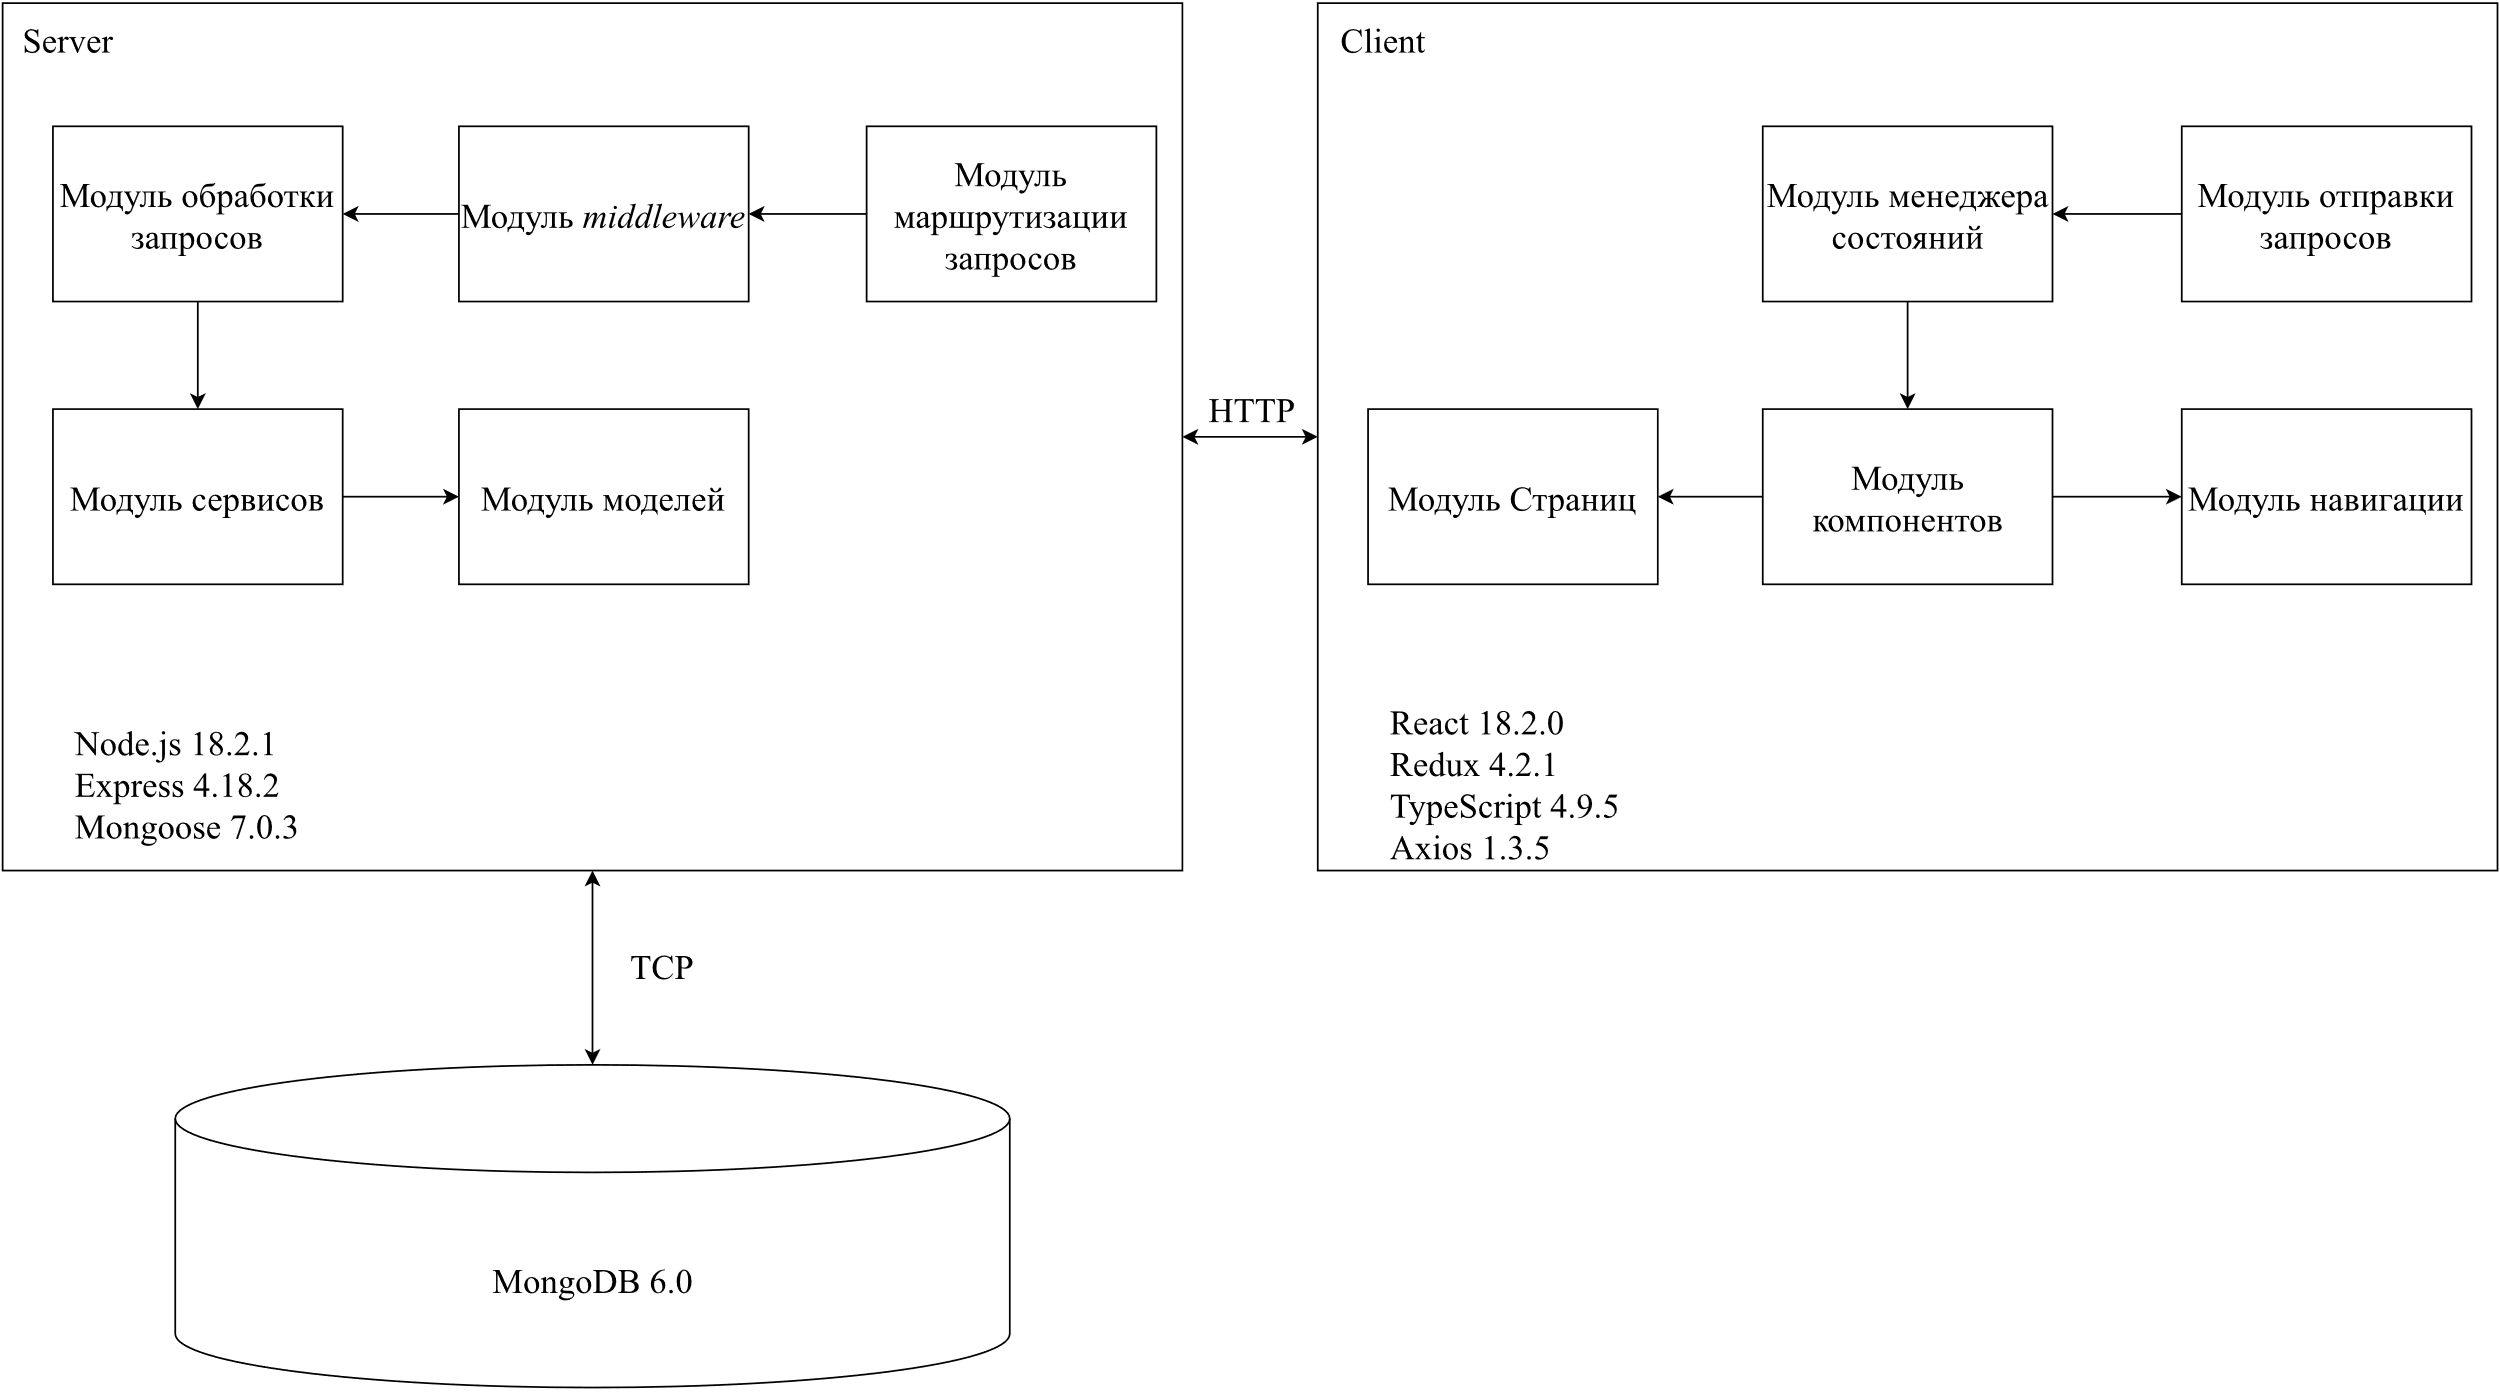 Server
Модуль обработки
запросов
Модуль middleware
Модуль
маршрутизации
запросов
Модуль сервисов
Модуль моделей
Node.js 18.2.1
Express 4.18.2
Mongoose 7.0.3
HTTP
Client
Модуль менеджера
состояний
Модуль отправки
запросов
Модуль Страниц
Модуль
компонентов
Модуль навигации
React 18.2.0
Redux 4.2.1
TypeScript 4.9.5
Axios 1.3.5
TCP
MongoDB 6.0